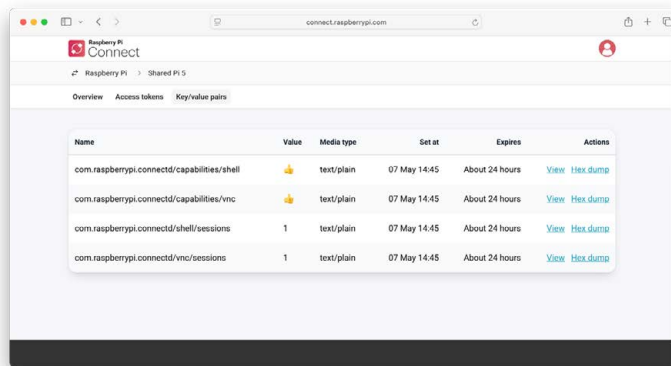 connect.raspberrypi.com
Raspberry Pi
Connect
Raspberry Pi > Shared Pi 5
Overview Access tokens Key/value pairs
Name Value Media type Set at Expires Actions
com.raspberrypi.connectd/capabilities/shell 👍 text/plain 07 May 14:45 About 24 hours View Hex dump
com.raspberrypi.connectd/capabilities/vnc 👍 text/plain 07 May 14:45 About 24 hours View Hex dump
com.raspberrypi.connectd/shell/sessions 1 text/plain 07 May 14:45 About 24 hours View Hex dump
com.raspberrypi.connectd/vnc/sessions 1 text/plain 07 May 14:45 About 24 hours View Hex dump